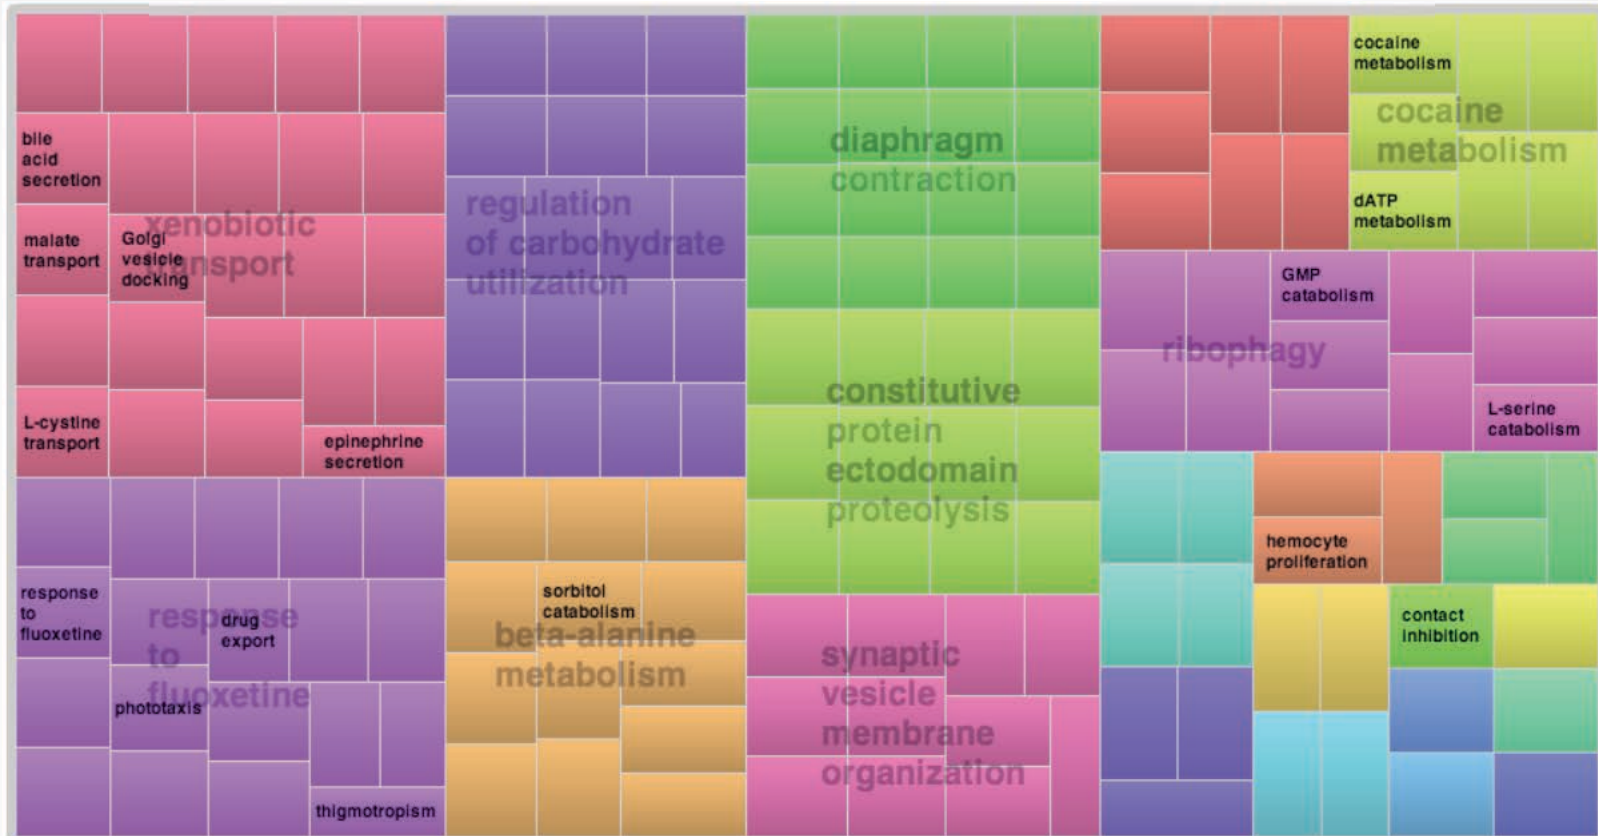 bile
acid
secretion
malate
transport
Golgi
vesicle
docking
xenobiotic
transport
L-cystine
transport
epinephrine
secretion
regulation
of carbohydrate
utilization
diaphragm
contraction
constitutive
protein
ectodomain
proteolysis
cocaine
metabolism
cocaine
metabolism
dATP
metabolism
GMP
catabolism
ribophagy
L-serine
catabolism
response
to
fluoxetine
response
to
fluoxetine
drug
export
phototaxis
thigmotropism
sorbitol
catabolism
beta-alanine
metabolism
synaptic
vesicle
membrane
organization
hemocyte
proliferation
contact
inhibition